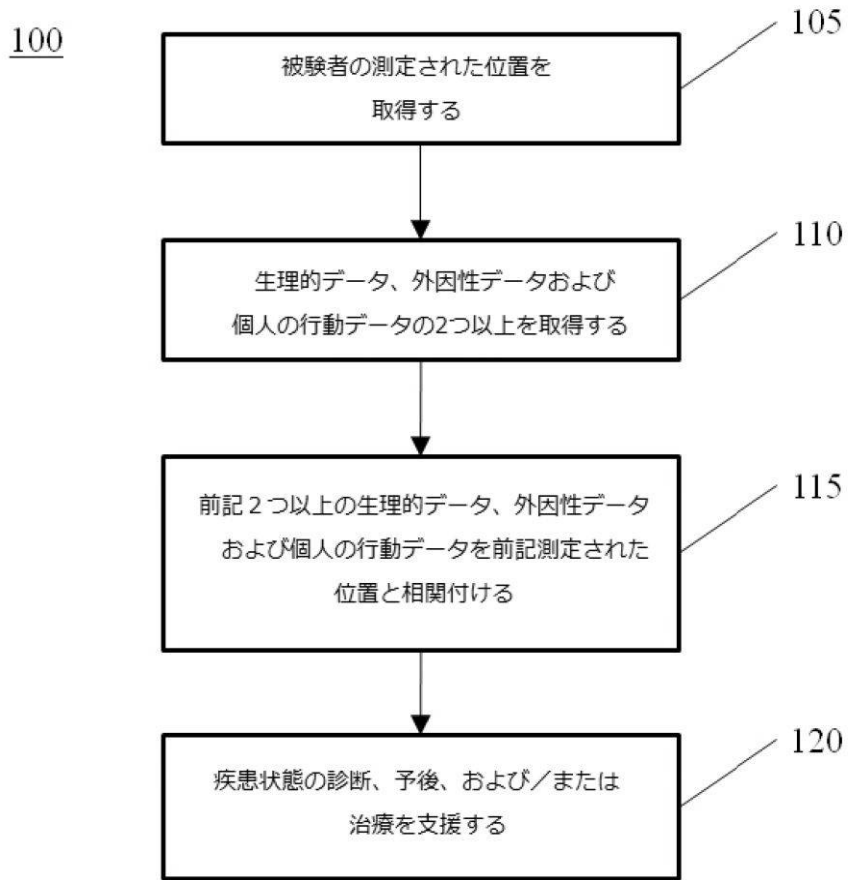 100
105
被験者の測定された位置を
取得する
110
生理的データ、外因性データおよび
個人の行動データの2つ以上を取得する
115
前記２つ以上の生理的データ、外因性データ
および個人の行動データを前記測定された
位置と相関付ける
120
疾患状態の診断、予後、および／または
治療を支援する